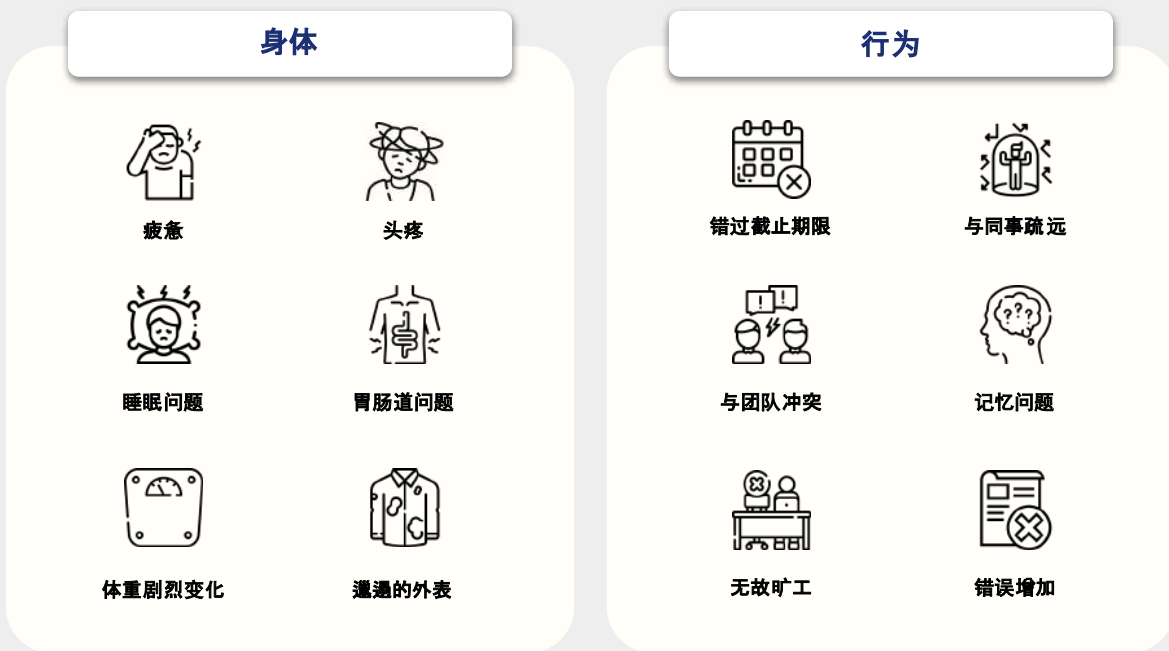 身体
行为
疲惫
头疼
错过截止期限
与同事疏远
睡眠问题
胃肠道问题
与团队冲突
记忆问题
体重剧烈变化
邋遢的外表
无故旷工
错误增加